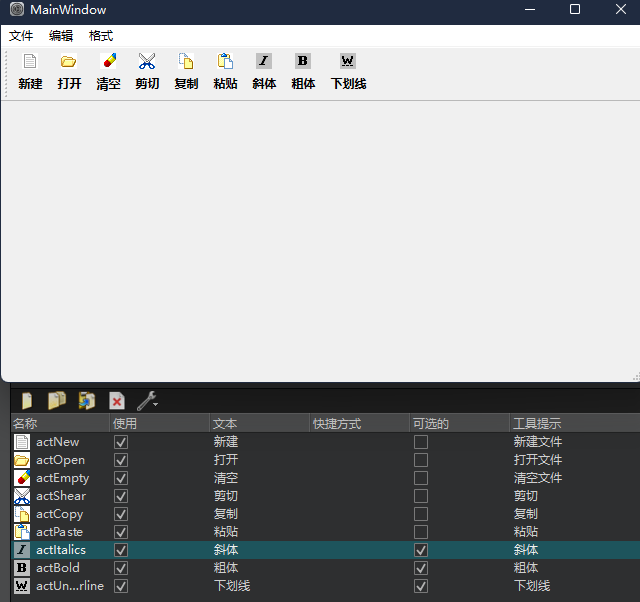 MainWindow
文件 编辑 格式
新建 打开 清空 剪切 复制 粘贴 斜体 粗体 下划线
名称 使用 文本 快捷方式 可选的 工具提示
actNew 新建 新建文件
actOpen 打开 打开文件
actEmpty 清空 清空文件
actShear 剪切 剪切
actCopy 复制 复制
actPaste 粘贴 粘贴
actItalics 斜体 斜体
actBold 粗体 粗体
actUn...rline 下划线 下划线